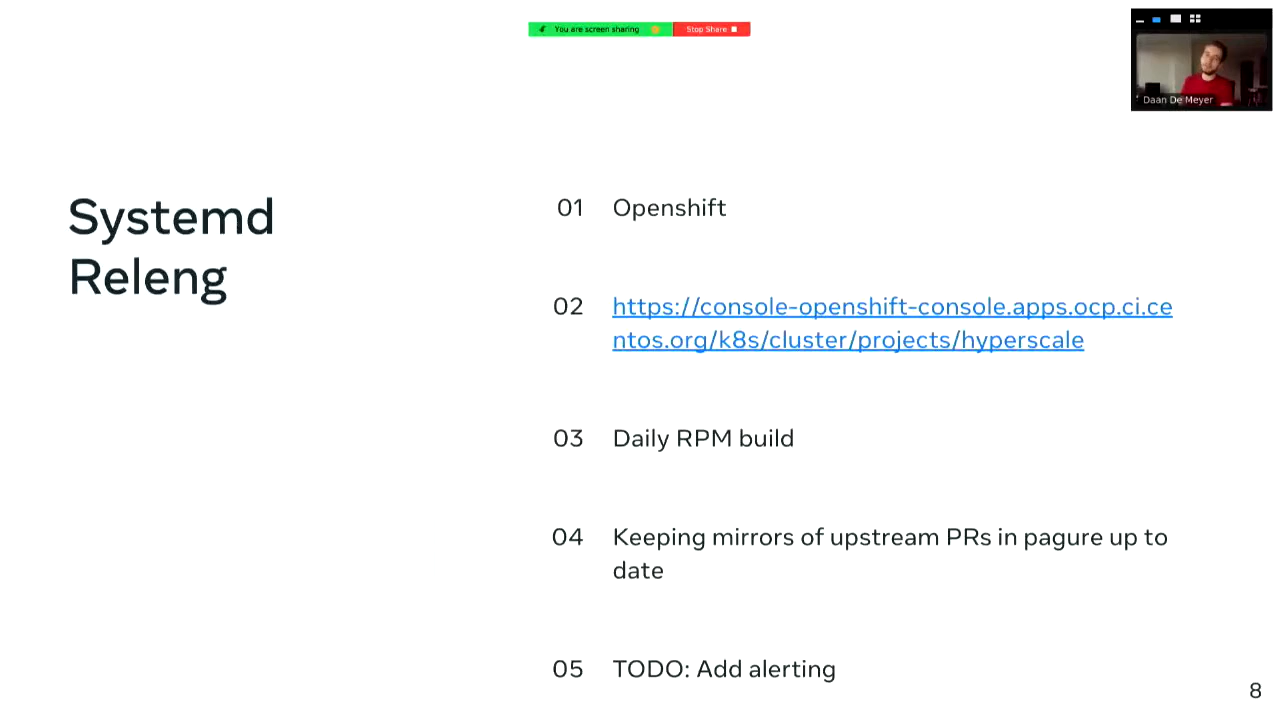 You are screen sharing
Stop Share
Daan De Meyer
Systemd
Releng
01 Openshift
02 https://console-openshift-console.apps.ocp.ci.ce
ntos.org/k8s/cluster/projects/hyperscale
03 Daily RPM build
04 Keeping mirrors of upstream PRs in pagure up to
date
05 TODO: Add alerting
8